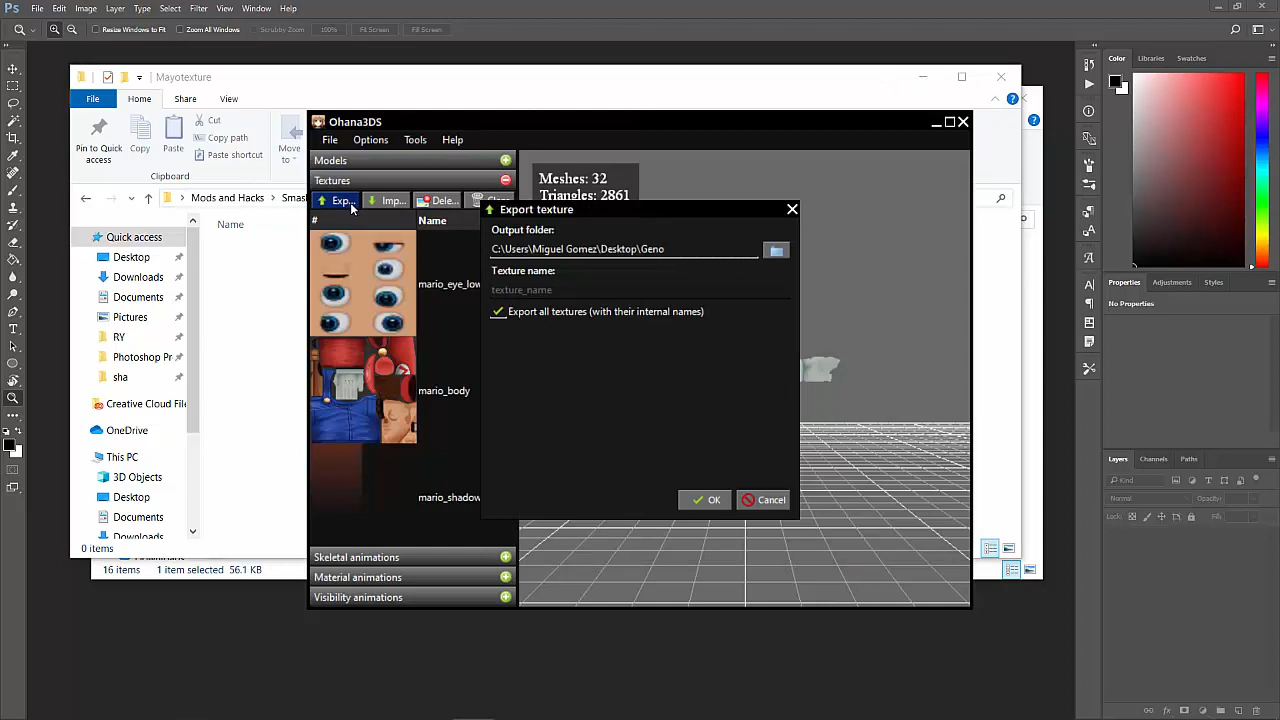 Ps File Edit Image Layer Type Select Filter 3D View Window Help
Resize Windows to Fit Zoom All Windows Scrubby Zoom 100% Fit Screen Fill Screen
Mayotexture
File Home Share View
Pin to Quick access
Copy
Paste
Cut
Copy path
Paste shortcut
Move to
Clipboard
Mods and Hacks
Name
Quick access
Desktop
Downloads
Documents
Pictures
RY
Photoshop Pr
sha
Creative Cloud File
OneDrive
This PC
3D Objects
Desktop
Documents
Downloads
0 items
16 items 1 item selected 56.1 KB
Ohana3DS
File Options Tools Help
Models
Textures
Exp... Imp... Dele...
# Name
mario_eye_low
mario_body
mario_shadow
Skeletal animations
Material animations
Visibility animations
Meshes: 32
Triangles: 2861
Export texture
Output folder:
C:\Users\Miguel Gomez\Desktop\Geno
Texture name:
texture_name
Export all textures (with their internal names)
OK Cancel
Color Libraries Swatches
Properties Adjustments Styles
No Properties
Layers Channels Paths
Kind
Normal Opacity:
Lock: Fill: